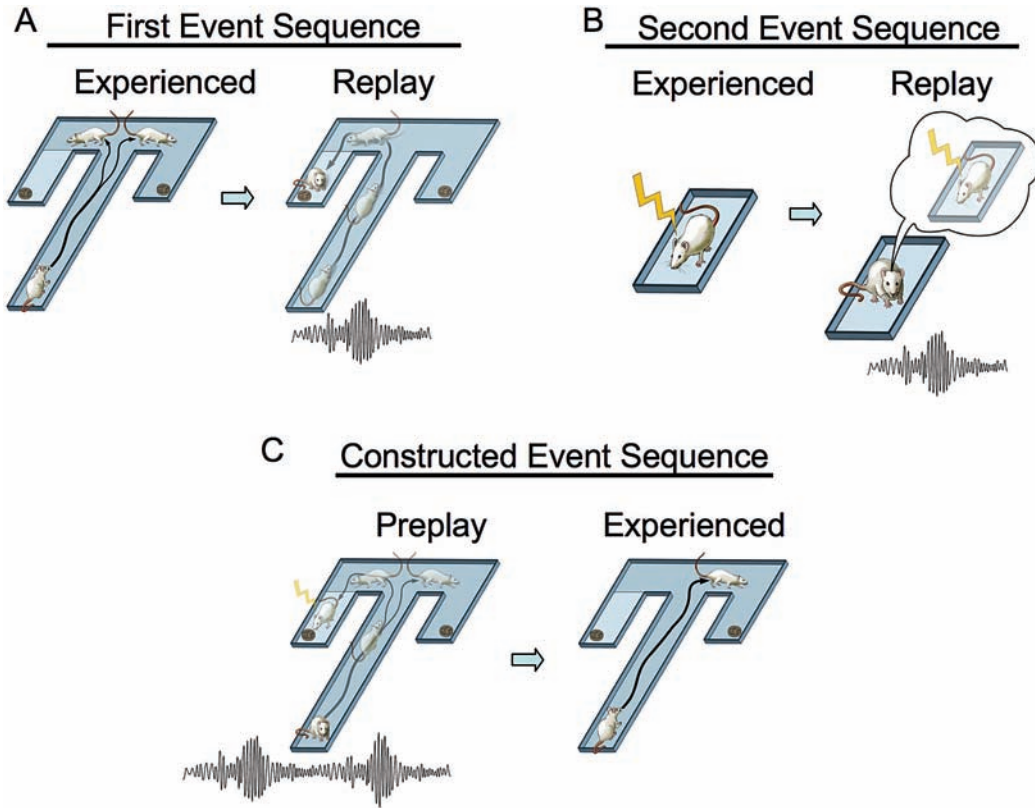 A
First Event Sequence
Experienced
Replay
B
Second Event Sequence
Experienced
Replay
C
Constructed Event Sequence
Preplay
Experienced